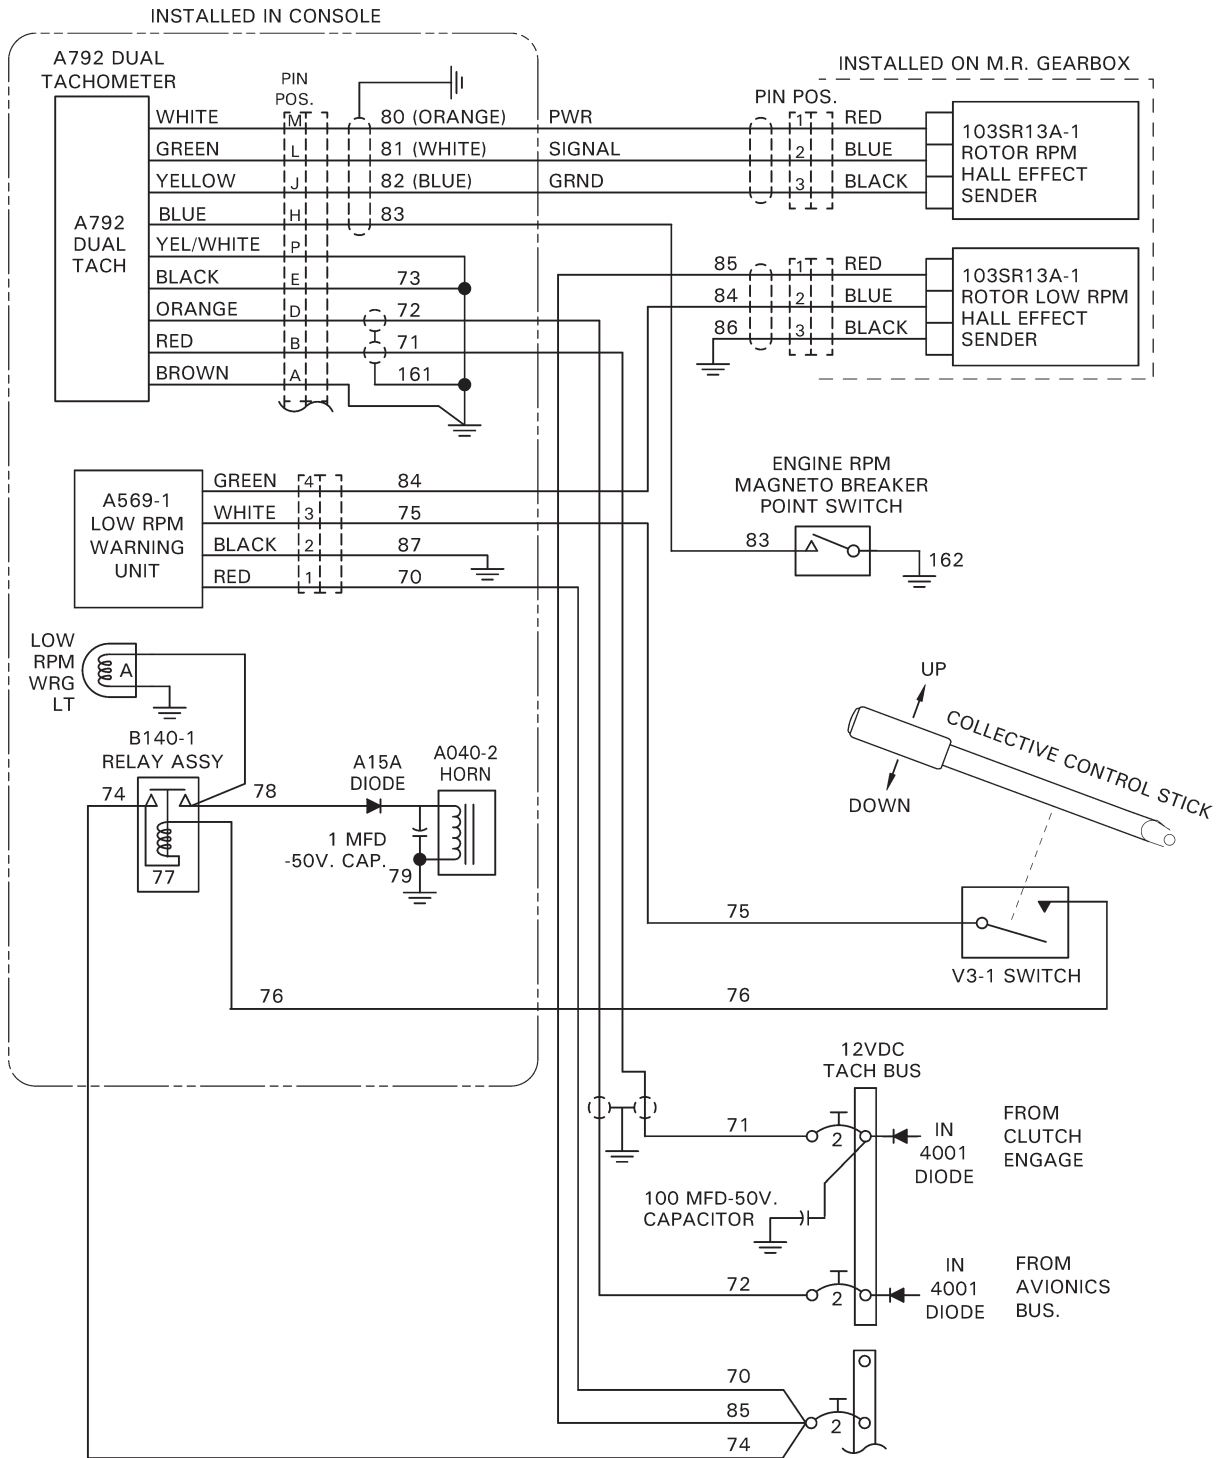 INSTALLED IN CONSOLE
A792 DUAL
TACHOMETER
PIN
POS.
A792
DUAL
TACH
WHITE
M
80 (ORANGE)
PWR
GREEN
L
81 (WHITE)
SIGNAL
YELLOW
J
82 (BLUE)
GRND
BLUE
H
83
YEL/WHITE
P
BLACK
E
73
ORANGE
D
72
RED
B
71
BROWN
A
161
INSTALLED ON M.R. GEARBOX
PIN POS.
1
RED
2
BLUE
3
BLACK
103SR13A-1
ROTOR RPM
HALL EFFECT
SENDER
85
1
RED
84
2
BLUE
86
3
BLACK
103SR13A-1
ROTOR LOW RPM
HALL EFFECT
SENDER
A569-1
LOW RPM
WARNING
UNIT
GREEN
4
84
WHITE
3
75
BLACK
2
87
RED
1
70
ENGINE RPM
MAGNETO BREAKER
POINT SWITCH
83
162
LOW
RPM
WRG
LT
A
B140-1
RELAY ASSY
74
78
77
A15A
DIODE
A040-2
HORN
1 MFD
-50V. CAP.
79
UP
COLLECTIVE CONTROL STICK
DOWN
75
V3-1 SWITCH
76
76
12VDC
TACH BUS
71
2
IN
4001
DIODE
FROM
CLUTCH
ENGAGE
100 MFD-50V.
CAPACITOR
72
2
IN
4001
DIODE
FROM
AVIONICS
BUS.
70
85
2
74